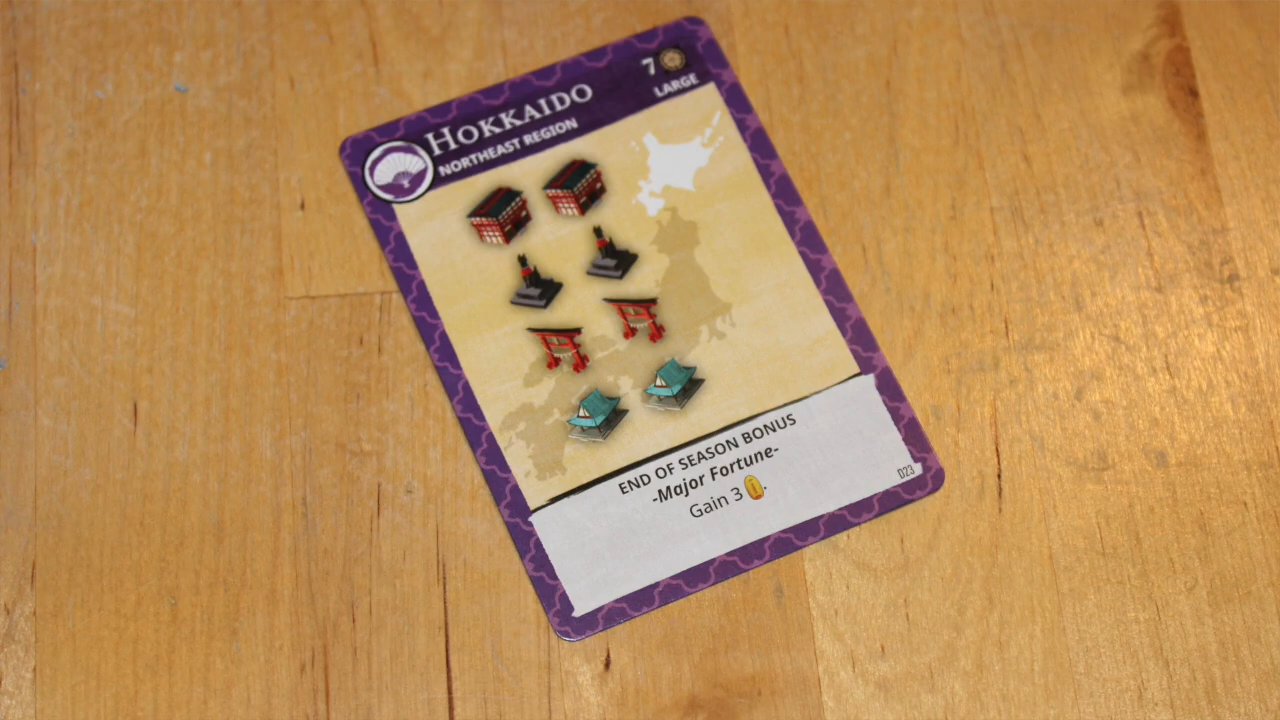 HOKKAIDO
7
NORTHEAST REGION
LARGE
END OF SEASON BONUS
-Major Fortune-
Gain 3 .
D23